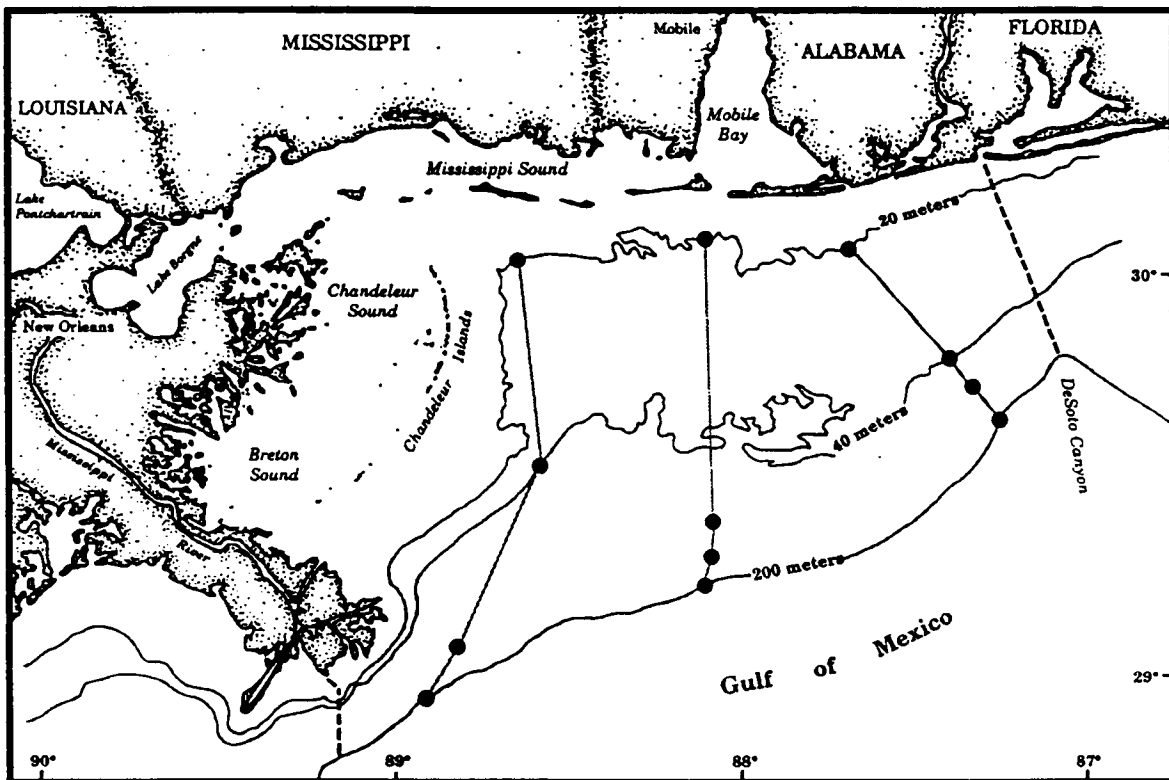 MISSISSIPPI
Mobile
ALABAMA
FLORIDA
LOUISIANA
Mobile
Bay
Mississippi Sound
Lake
Pontchartrain
Lake Borgne
20 meters
30°
Chandeleur
Sound
New Orleans
Chandeleur Islands
DeSoto Canyon
40 meters
Breton
Sound
Mississippi
River
200 meters
Gulf of Mexico
29°
90°
89°
88°
87°